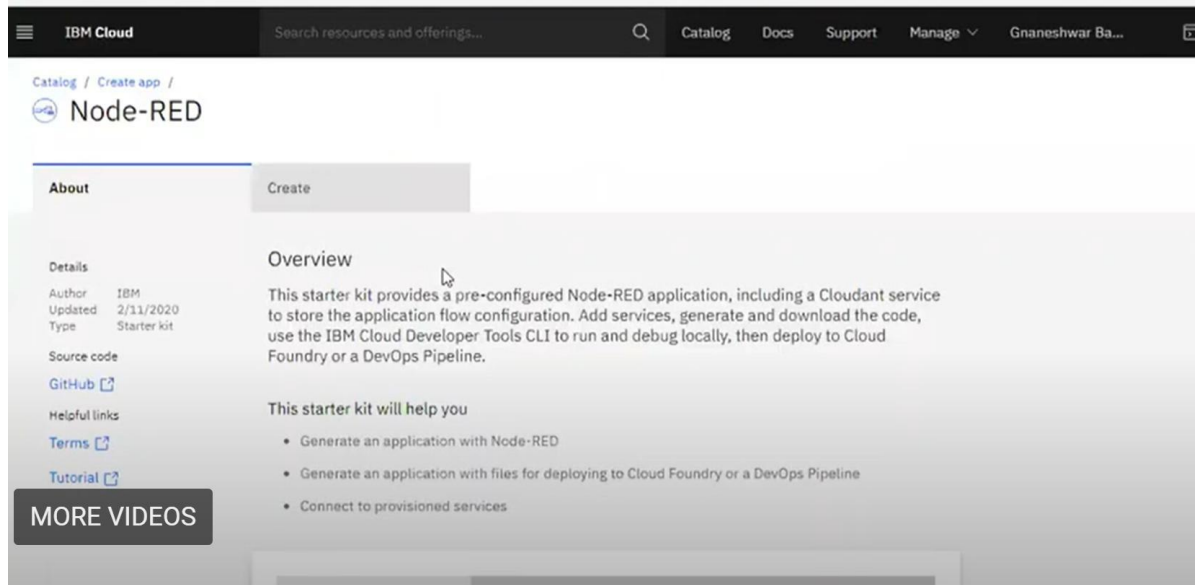 IBM Cloud
Search resources and offerings...
Catalog
Docs
Support
Manage
Gnaneshwar Ba...
Catalog / Create app /
Node-RED
About
Create
Details
Author IBM
Updated 2/11/2020
Type Starter kit
Source code
GitHub
Helpful links
Terms
Tutorial
MORE VIDEOS
Overview
This starter kit provides a pre-configured Node-RED application, including a Cloudant service
to store the application flow configuration. Add services, generate and download the code,
use the IBM Cloud Developer Tools CLI to run and debug locally, then deploy to Cloud
Foundry or a DevOps Pipeline.
This starter kit will help you
• Generate an application with Node-RED
• Generate an application with files for deploying to Cloud Foundry or a DevOps Pipeline
• Connect to provisioned services